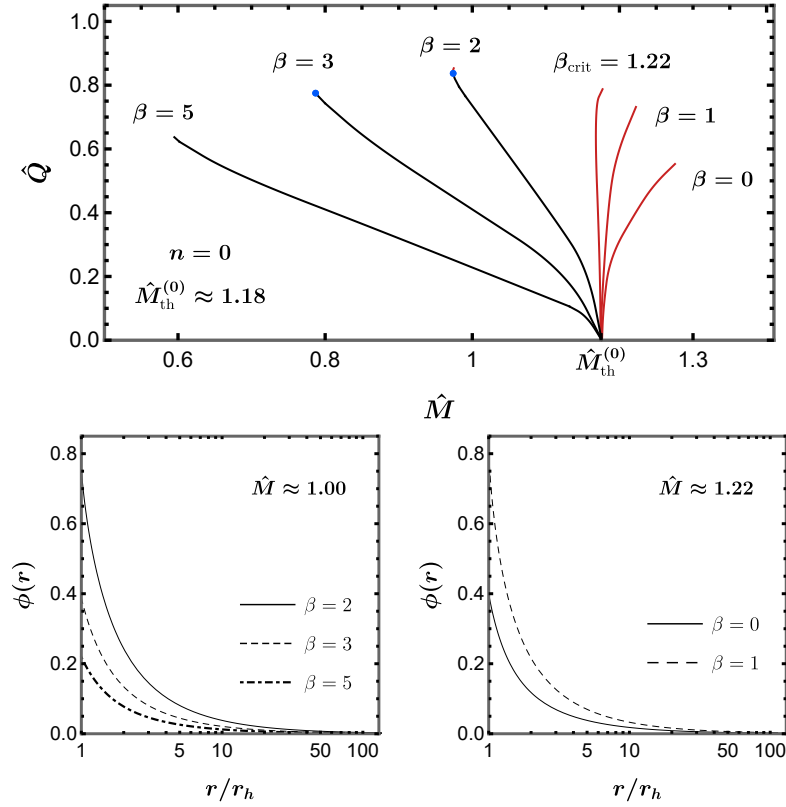 1.0
0.8
0.6
0.4
0.2
0.0
Q̂
β = 5
β = 3
β = 2
β_crit = 1.22
β = 1
β = 0
n = 0
M̂_th^(0) ≈ 1.18
0.6 0.8 1 M̂_th^(0) 1.3
M̂
0.8
0.6
0.4
0.2
0.0
ϕ(r)
M̂ ≈ 1.00
β = 2
β = 3
β = 5
1 5 10 50 100
r/r_h
0.8
0.6
0.4
0.2
0.0
ϕ(r)
M̂ ≈ 1.22
β = 0
β = 1
1 5 10 50 100
r/r_h